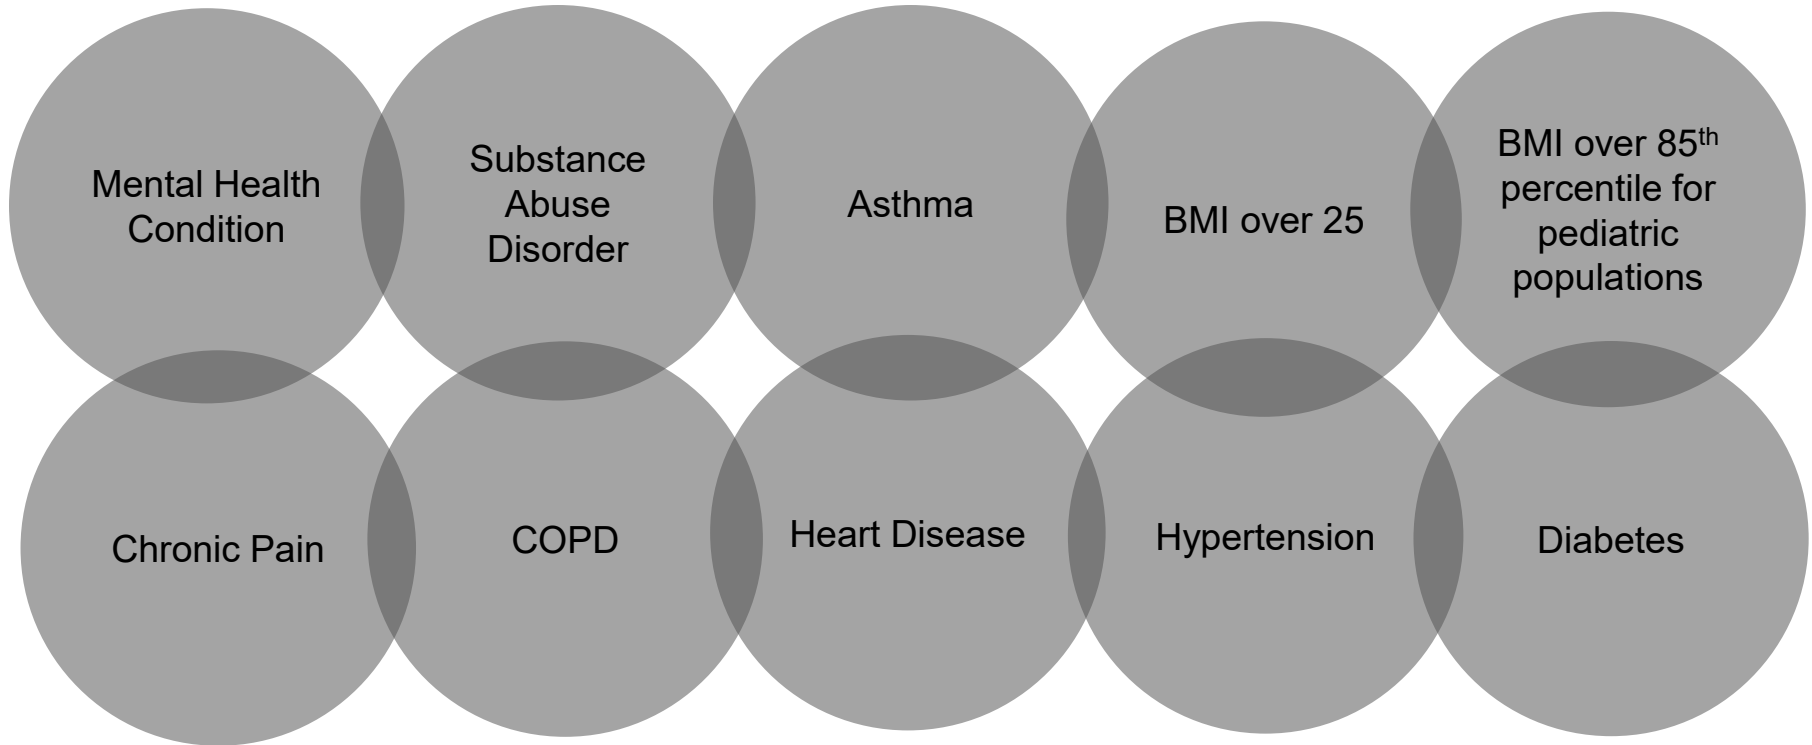 Mental Health
Condition
Substance
Abuse
Disorder
Asthma
BMI over 25
BMI over 85th
percentile for
pediatric
populations
Chronic Pain
COPD
Heart Disease
Hypertension
Diabetes